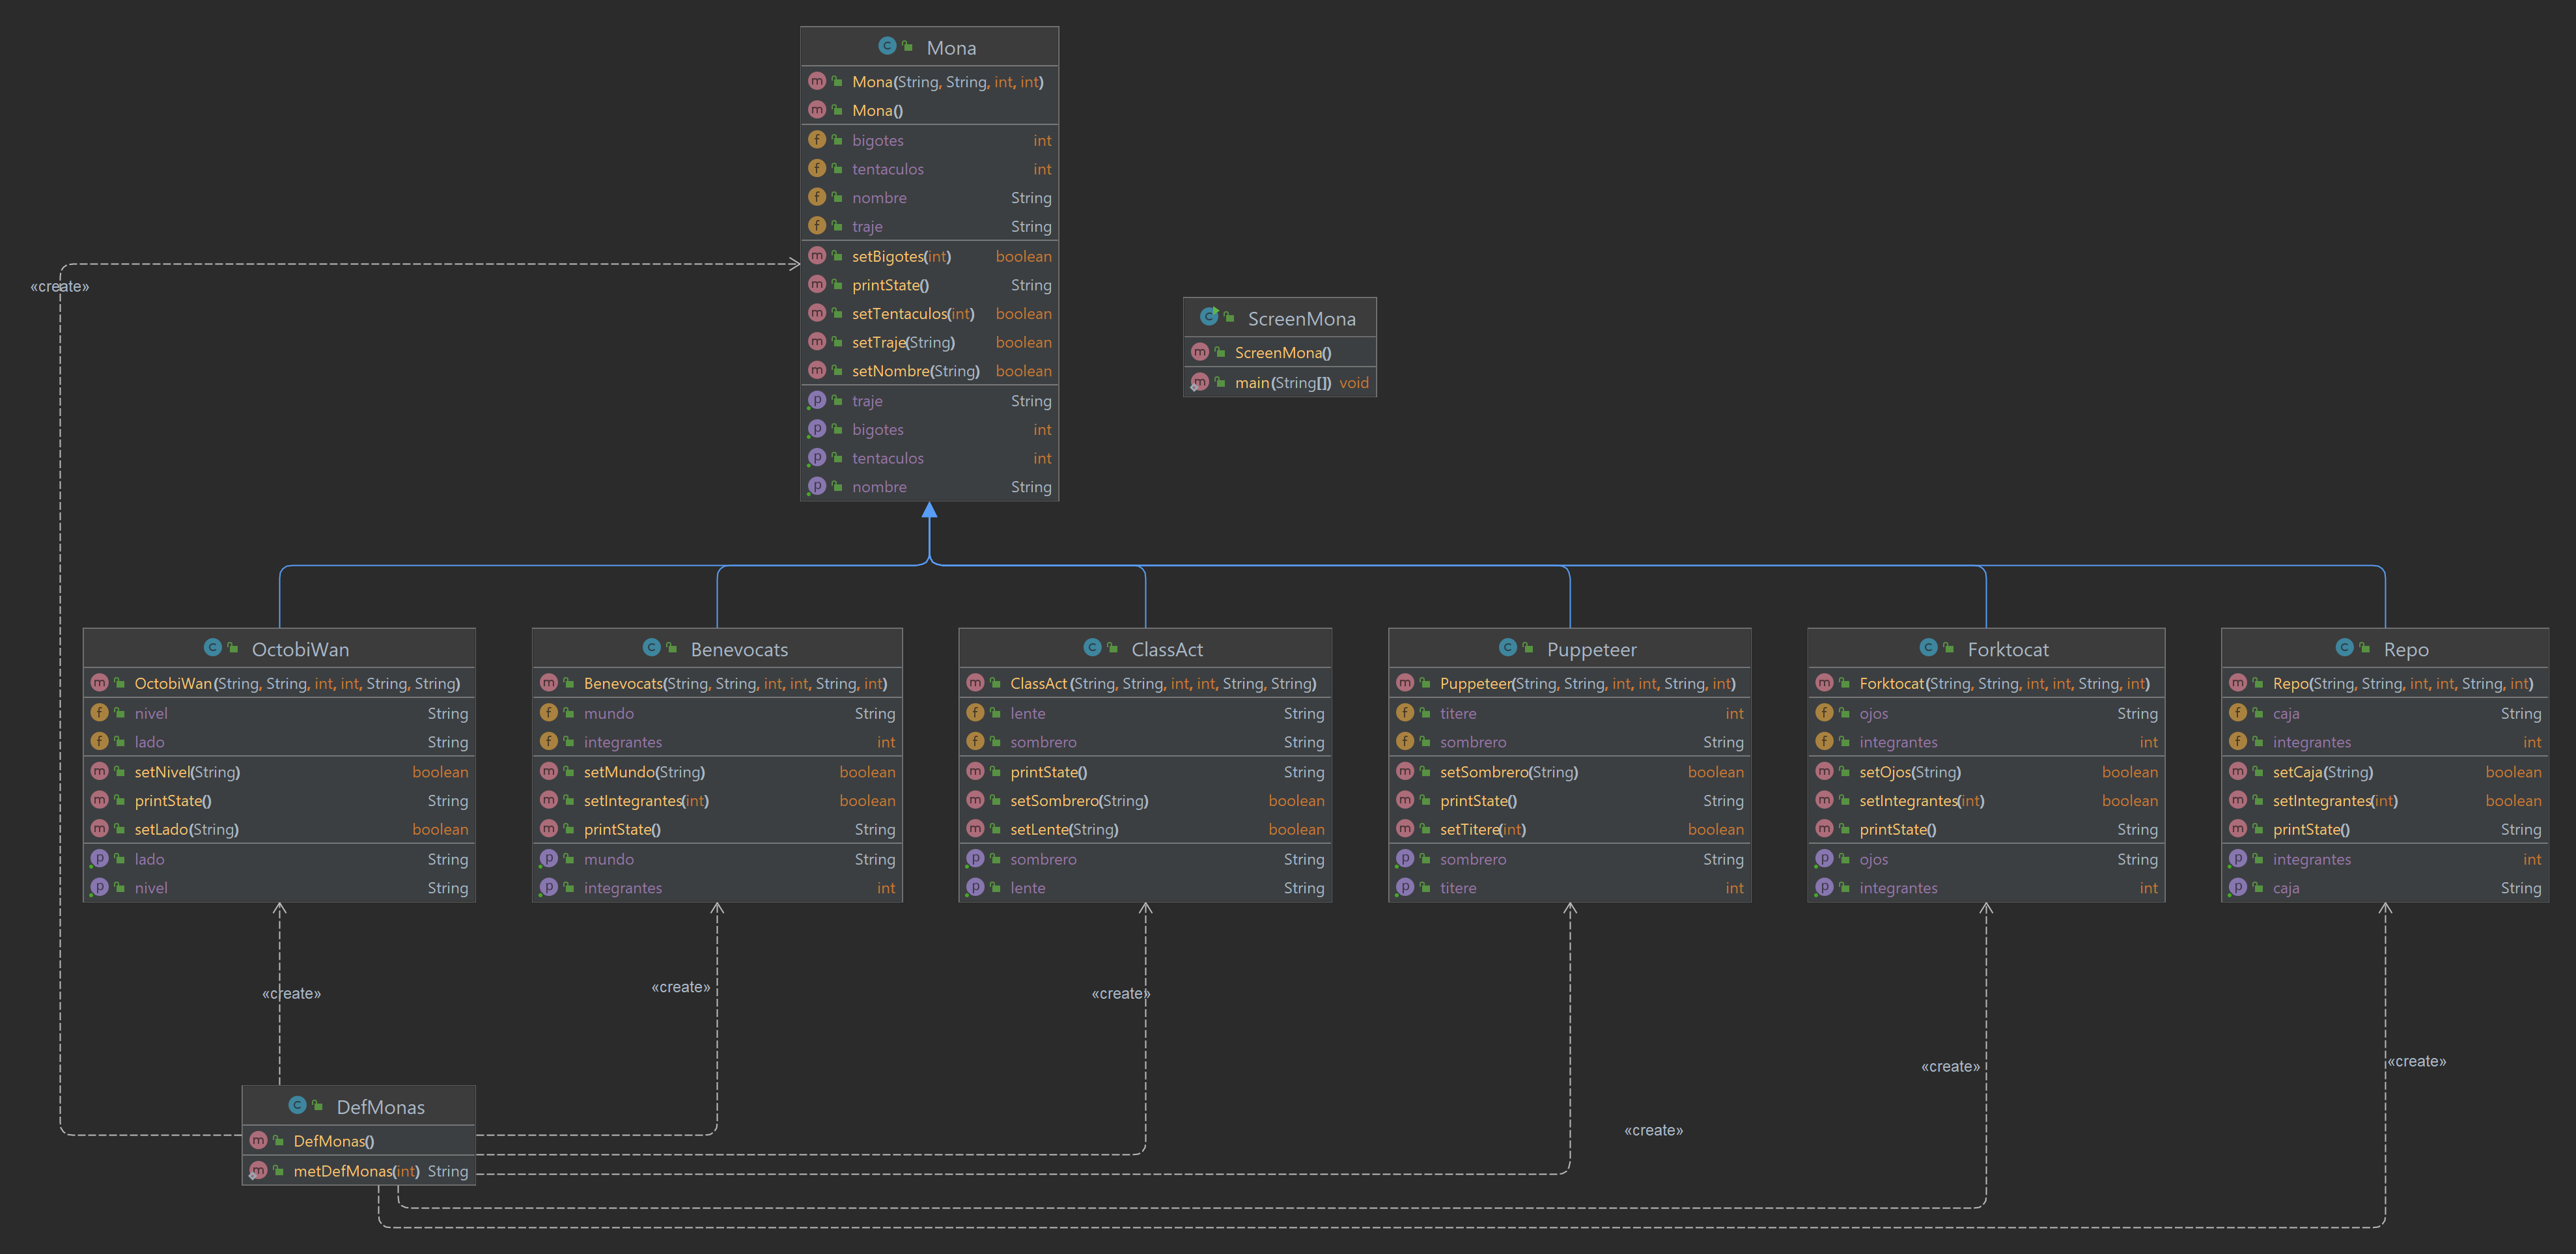 Mona
Mona(String, String, int, int)
Mona()
bigotes int
tentaculos int
nombre String
traje String
setBigotes(int) boolean
printState() String
setTentaculos(int) boolean
setTraje(String) boolean
setNombre(String) boolean
traje String
bigotes int
tentaculos int
nombre String
«create»
ScreenMona
ScreenMona()
main(String[]) void
OctobiWan
OctobiWan(String, String, int, int, String, String)
nivel String
lado String
setNivel(String) boolean
printState() String
setLado(String) boolean
lado String
nivel String
Benevocats
Benevocats(String, String, int, int, String, int)
mundo String
integrantes int
setMundo(String) boolean
setIntegrantes(int) boolean
printState() String
mundo String
integrantes int
ClassAct
ClassAct(String, String, int, int, String, String)
lente String
sombrero String
printState() String
setSombrero(String) boolean
setLente(String) boolean
sombrero String
lente String
Puppeteer
Puppeteer(String, String, int, int, String, int)
titere int
sombrero String
setSombrero(String) boolean
printState() String
setTitere(int) boolean
sombrero String
titere int
Forktocat
Forktocat(String, String, int, int, String, int)
ojos String
integrantes int
setOjos(String) boolean
setIntegrantes(int) boolean
printState() String
ojos String
integrantes int
Repo
Repo(String, String, int, int, String, int)
caja String
integrantes int
setCaja(String) boolean
setIntegrantes(int) boolean
printState() String
integrantes int
caja String
«create»
«create»
«create»
«create»
«create»
«create»
DefMonas
DefMonas()
metDefMonas(int) String